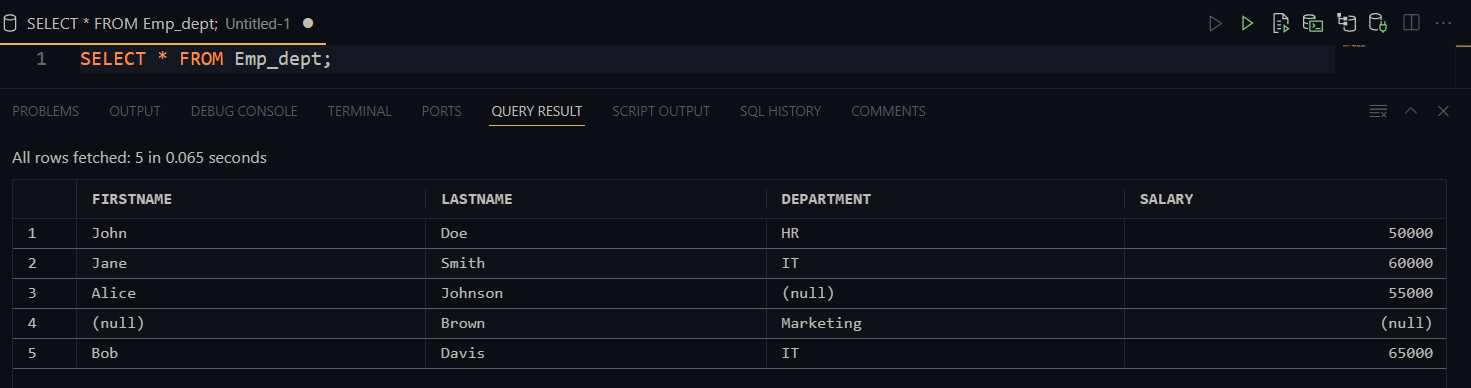 SELECT * FROM Emp_dept; Untitled-1
1 SELECT * FROM Emp_dept;
PROBLEMS OUTPUT DEBUG CONSOLE TERMINAL PORTS QUERY RESULT SCRIPT OUTPUT SQL HISTORY COMMENTS
All rows fetched: 5 in 0.065 seconds
FIRSTNAME LASTNAME DEPARTMENT SALARY
1 John Doe HR 50000
2 Jane Smith IT 60000
3 Alice Johnson (null) 55000
4 (null) Brown Marketing (null)
5 Bob Davis IT 65000